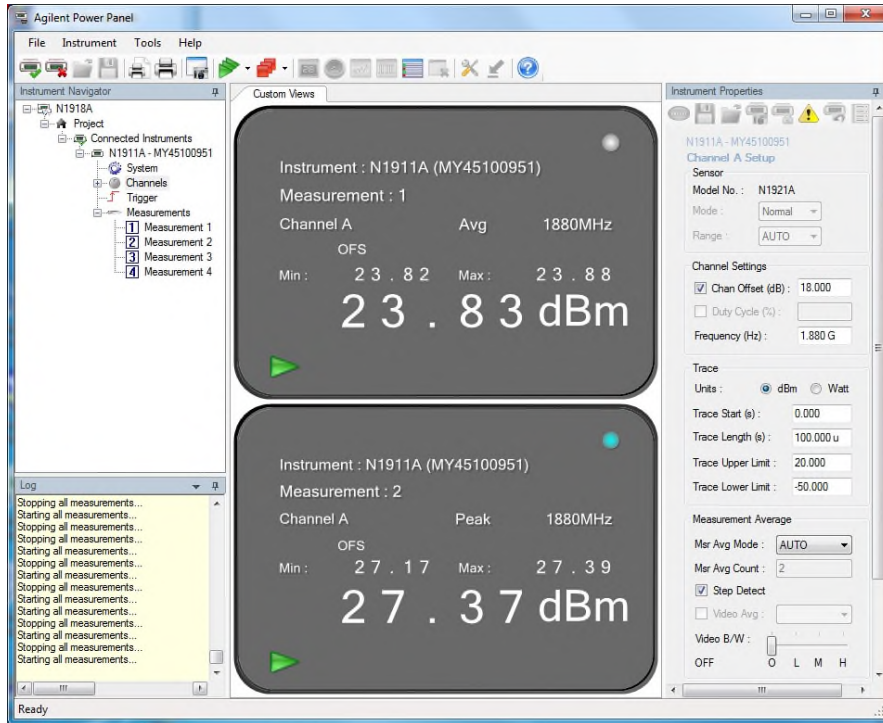 Agilent Power Panel
File Instrument Tools Help
Instrument Navigator
N1918A
Project
Connected Instruments
N1911A - MY45100951
System
Channels
Trigger
Measurements
1 Measurement 1
2 Measurement 2
3 Measurement 3
4 Measurement 4
Log
Stopping all measurements...
Starting all measurements...
Stopping all measurements...
Stopping all measurements...
Starting all measurements...
Starting all measurements...
Stopping all measurements...
Stopping all measurements...
Starting all measurements...
Starting all measurements...
Starting all measurements...
Stopping all measurements...
Stopping all measurements...
Starting all measurements...
Custom Views
Instrument : N1911A (MY45100951)
Measurement : 1
Channel A Avg 1880MHz
OFS
Min : 23.82 Max : 23.88
23.83 dBm
Instrument : N1911A (MY45100951)
Measurement : 2
Channel A Peak 1880MHz
OFS
Min : 27.17 Max : 27.39
27.37 dBm
Instrument Properties
N1911A - MY45100951
Channel A Setup
Sensor
Model No. : N1921A
Mode : Normal
Range : AUTO
Channel Settings
Chan Offset (dB) : 18.000
Duty Cycle (%) :
Frequency (Hz) : 1.880 G
Trace
Units : dBm Watt
Trace Start (s) : 0.000
Trace Length (s) : 100.000 u
Trace Upper Limit : 20.000
Trace Lower Limit : -50.000
Measurement Average
Msr Avg Mode : AUTO
Msr Avg Count : 2
Step Detect
Video Avg :
Video B/W :
OFF O L M H
Ready